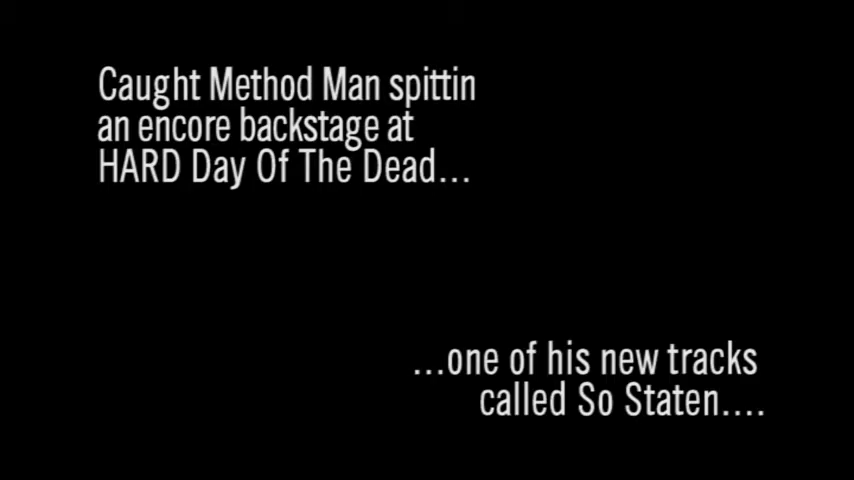 Caught Method Man spittin
an encore backstage at
HARD Day Of The Dead...
...one of his new tracks
called So Staten....